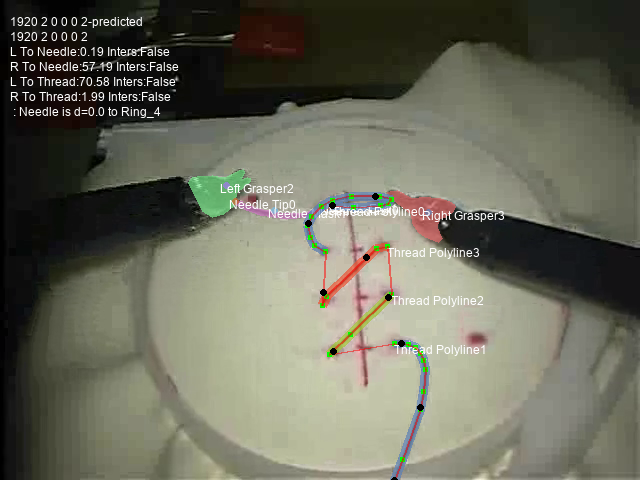 1920 2 0 0 0 2-predicted
1920 2 0 0 0 2
L To Needle:0.19 Inters:False
R To Needle:57.19 Inters:False
L To Thread:70.58 Inters:False
R To Thread:1.99 Inters:False
: Needle is d=0.0 to Ring_4
Left Grasper2
Needle Tip0
Needle
Polyline0
Right Grasper3
Thread Polyline3
Thread Polyline2
Thread Polyline1